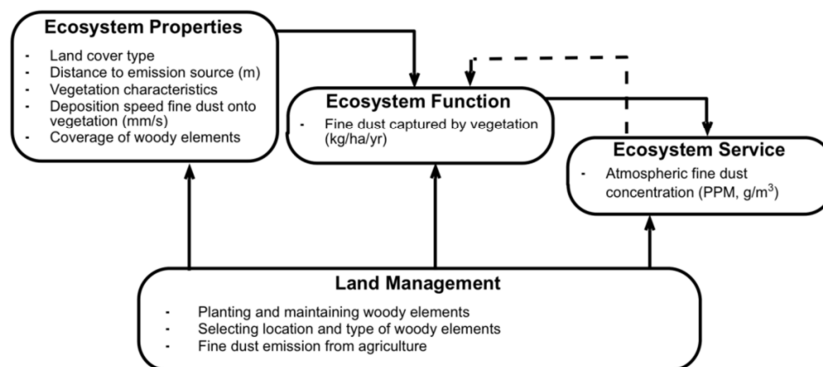 Ecosystem Properties
- Land cover type
- Distance to emission source (m)
- Vegetation characteristics
- Deposition speed fine dust onto
vegetation (mm/s)
- Coverage of woody elements
Ecosystem Function
- Fine dust captured by vegetation
(kg/ha/yr)
Ecosystem Service
- Atmospheric fine dust
concentration (PPM, g/m³)
Land Management
- Planting and maintaining woody elements
- Selecting location and type of woody elements
- Fine dust emission from agriculture